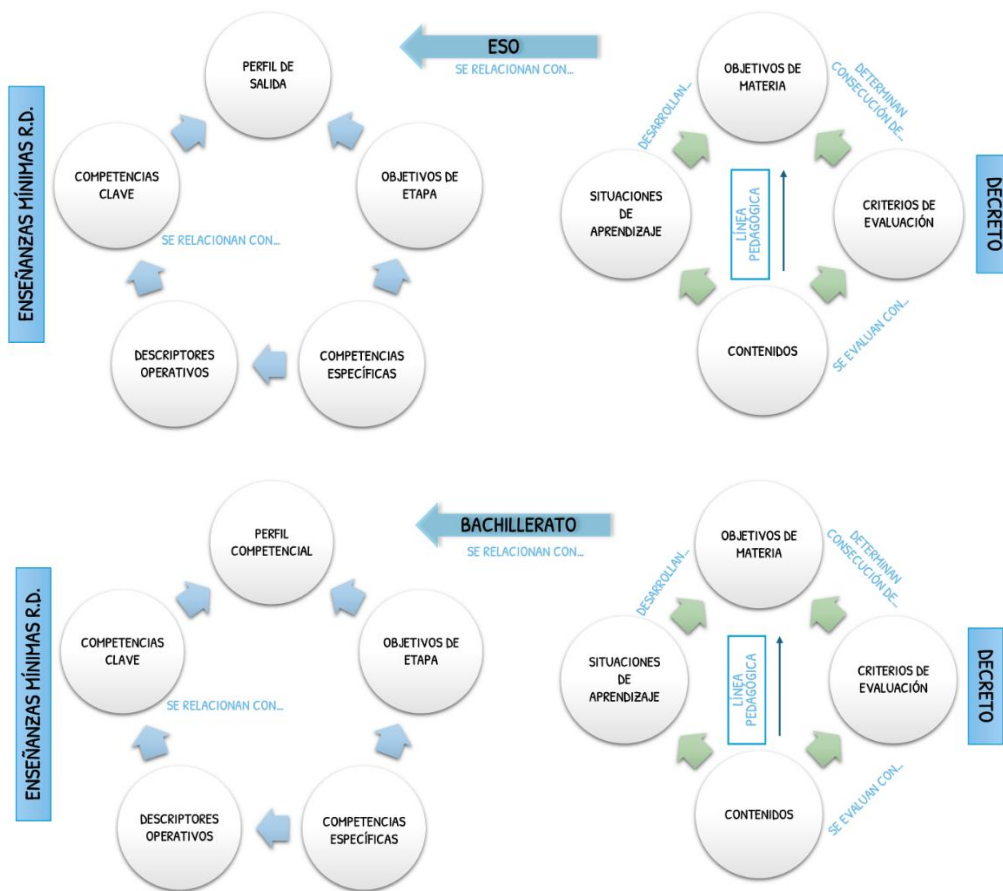 ESO
SE RELACIONAN CON...
PERFIL DE
SALIDA
COMPETENCIAS
CLAVE
OBJETIVOS DE
ETAPA
SE RELACIONAN CON...
DESCRIPTORES
OPERATIVOS
COMPETENCIAS
ESPECÍFICAS
ENSEÑANZAS MÍNIMAS R.D.
OBJETIVOS DE
MATERIA
DESARROLLAN...
DETERMINAN
CONSECUCIÓN DE...
SITUACIONES
DE
APRENDIZAJE
LÍNEA
PEDAGÓGICA
CRITERIOS DE
EVALUACIÓN
CONTENIDOS
SE EVALUAN CON...
DECRETO
BACHILLERATO
SE RELACIONAN CON...
PERFIL
COMPETENCIAL
COMPETENCIAS
CLAVE
OBJETIVOS DE
ETAPA
SE RELACIONAN CON...
DESCRIPTORES
OPERATIVOS
COMPETENCIAS
ESPECÍFICAS
ENSEÑANZAS MÍNIMAS R.D.
OBJETIVOS DE
MATERIA
DESARROLLAN...
DETERMINAN
CONSECUCIÓN DE...
SITUACIONES
DE
APRENDIZAJE
LÍNEA
PEDAGÓGICA
CRITERIOS DE
EVALUACIÓN
CONTENIDOS
SE EVALUAN CON...
DECRETO